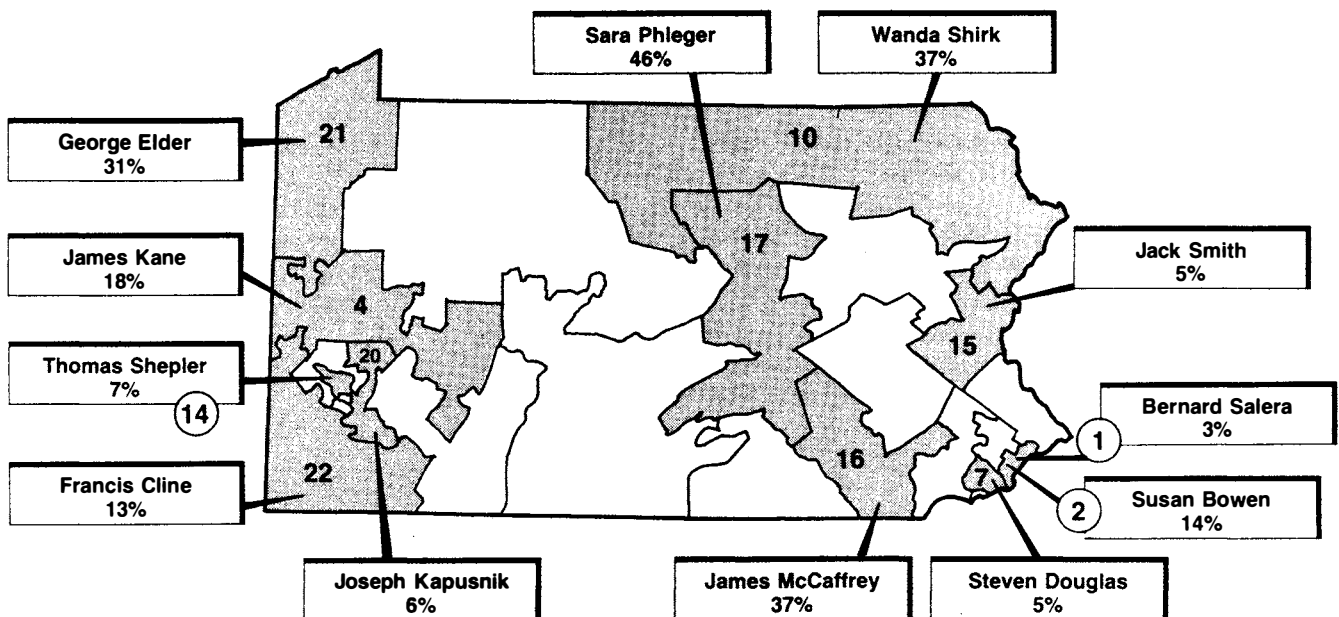 Sara Phleger
46%
Wanda Shirk
37%
George Elder
31%
21
10
17
James Kane
18%
4
Jack Smith
5%
15
Thomas Shepler
7%
14
20
Bernard Salera
3%
1
Francis Cline
13%
22
16
7
2
Susan Bowen
14%
Joseph Kapusnik
6%
James McCaffrey
37%
Steven Douglas
5%